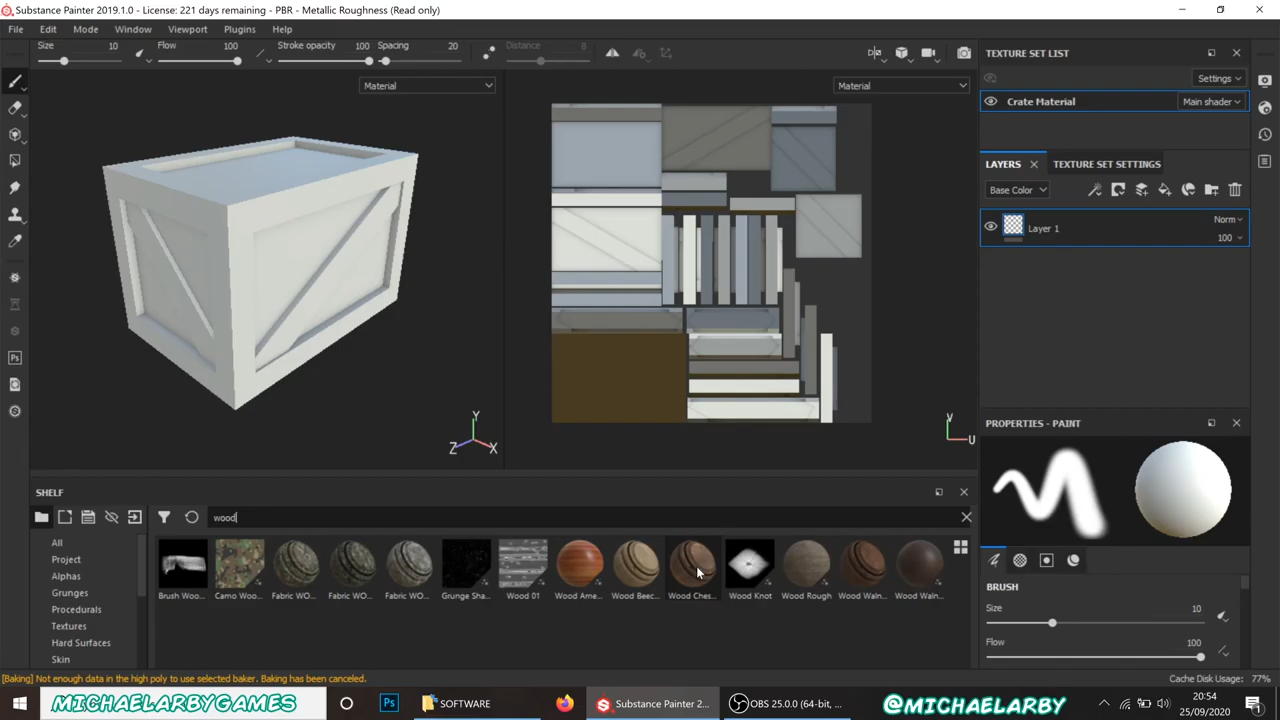 Substance Painter 2019.1.0 - License: 221 days remaining - PBR - Metallic Roughness (Read only)
File Edit Mode Window Viewport Plugins Help
Size 10 Flow 100 Stroke opacity 100 Spacing 20 Distance 8
Material
Material
TEXTURE SET LIST
Settings
Crate Material Main shader
LAYERS TEXTURE SET SETTINGS
Base Color
Layer 1 Norm 100
Y
Z X
V
U
PROPERTIES - PAINT
BRUSH
Size 10
Flow 100
SHELF
wood
All
Project
Alphas
Grunges
Procedurals
Textures
Hard Surfaces
Skin
Brush Woo... Camo Woo... Fabric WO... Fabric WO... Fabric WO... Grunge Sha... Wood 01 Wood Ame... Wood Beec... Wood Ches... Wood Knot Wood Rough Wood Waln... Wood Waln...
[Baking] Not enough data in the high poly to use selected baker. Baking has been canceled.
Cache Disk Usage: 77%
MICHAELARBYGAMES
Ps
SOFTWARE
Substance Painter 2...
OBS 25.0.0 (64-bit, ...
@MICHAELARBY
20:54
25/09/2020
1